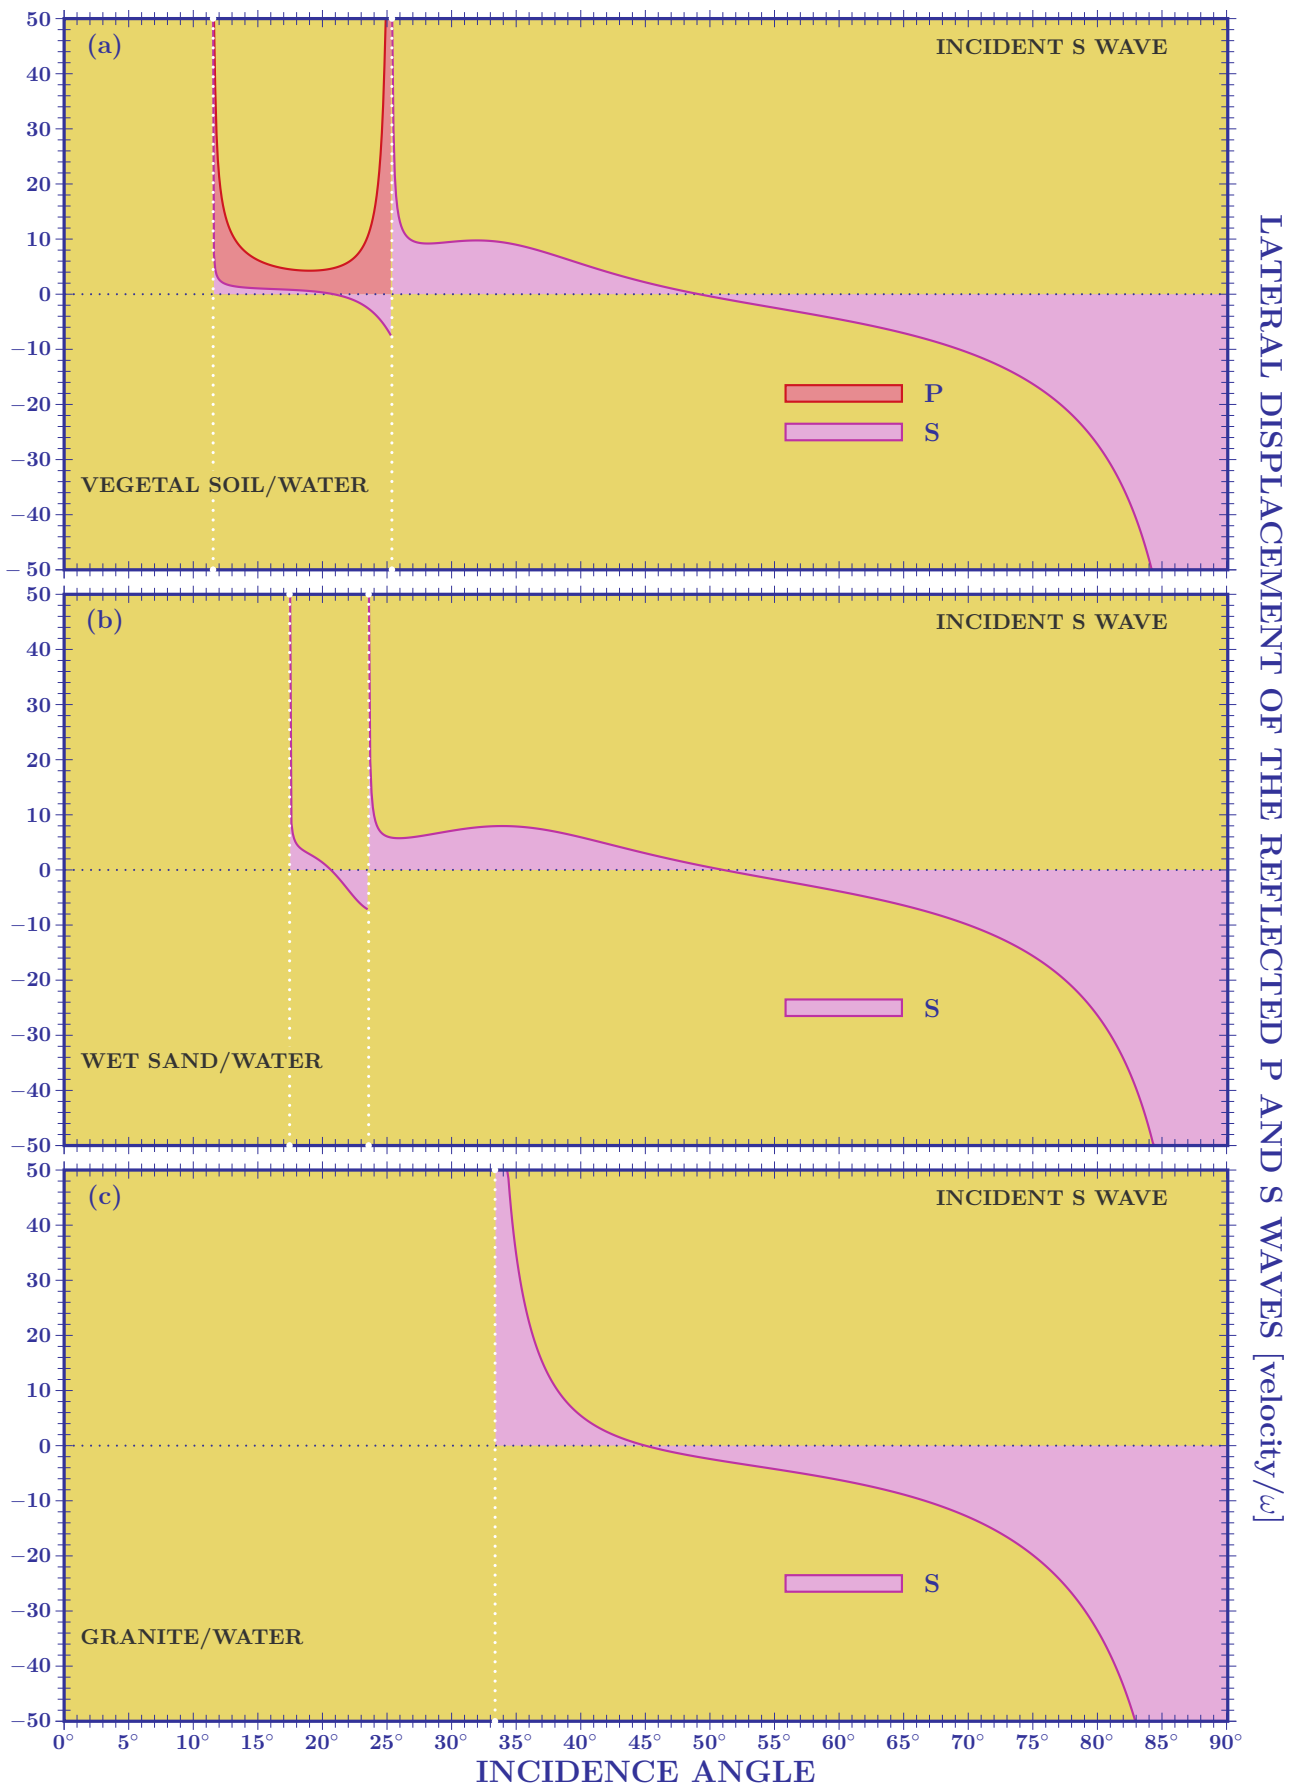 50
(a)
INCIDENT S WAVE
40
30
20
10
0
−10
P
−20
S
−30
VEGETAL SOIL/WATER
−40
−50
50
(b)
INCIDENT S WAVE
40
30
20
10
0
−10
−20
S
−30
WET SAND/WATER
−40
−50
50
(c)
INCIDENT S WAVE
40
30
20
10
0
−10
−20
S
−30
GRANITE/WATER
−40
−50
0° 5° 10° 15° 20° 25° 30° 35° 40° 45° 50° 55° 60° 65° 70° 75° 80° 85° 90°
INCIDENCE ANGLE
LATERAL DISPLACEMENT OF THE REFLECTED P AND S WAVES [velocity/ω]